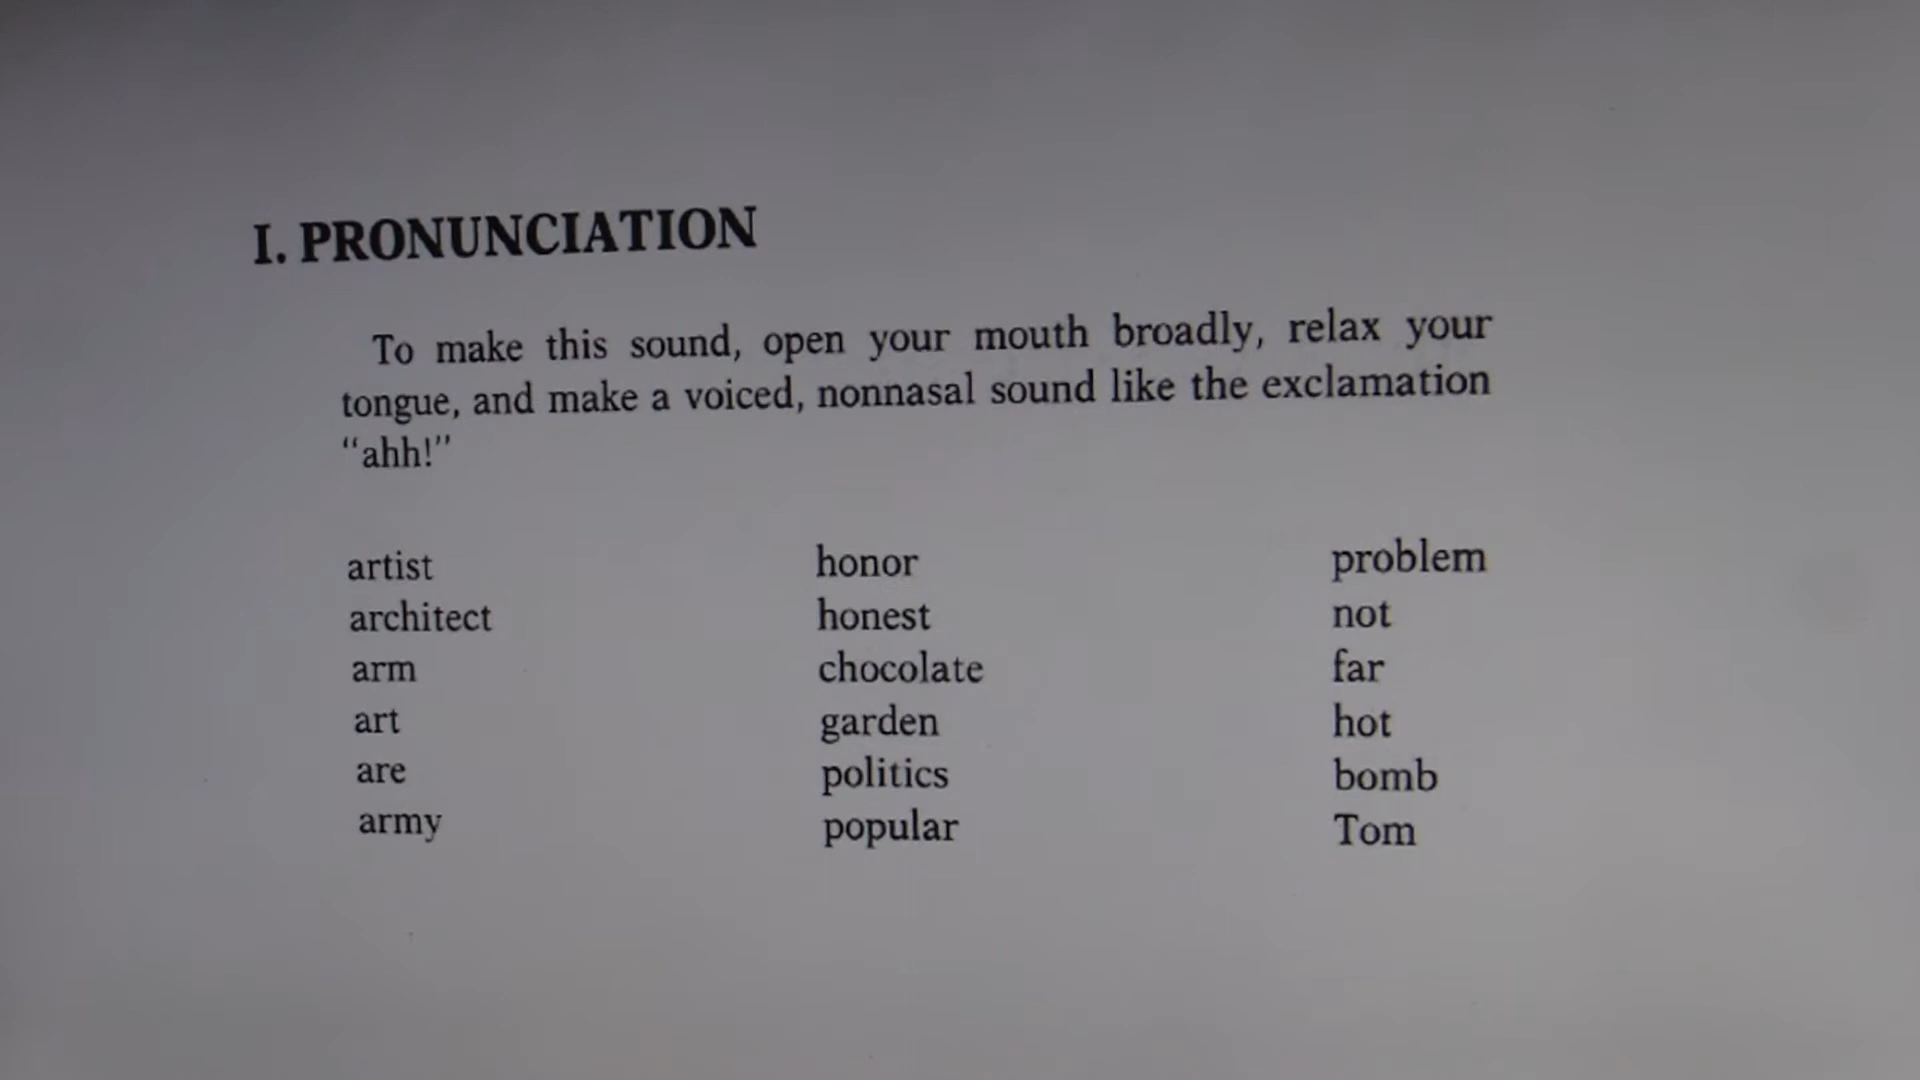 I. PRONUNCIATION
To make this sound, open your mouth broadly, relax your
tongue, and make a voiced, nonnasal sound like the exclamation
“ahh!”
artist honor problem
architect honest not
arm chocolate far
art garden hot
are politics bomb
army popular Tom